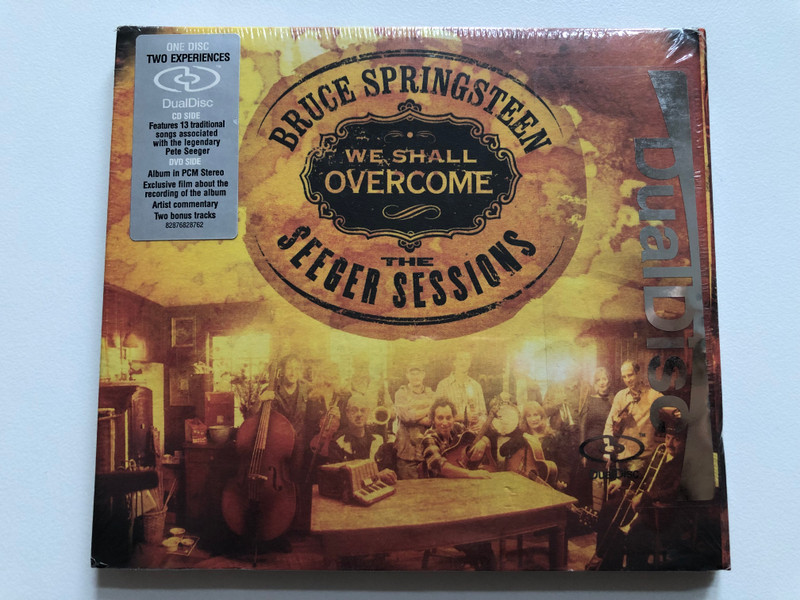 ONE DISC
TWO EXPERIENCES
DualDisc
CD SIDE
Features 13 traditional
songs associated
with the legendary
Pete Seeger
DVD SIDE
Album in PCM Stereo
Exclusive film about the
recording of the album
Artist commentary
Two bonus tracks
82876828762
BRUCE SPRINGSTEEN
WE SHALL
OVERCOME
THE
SEEGER SESSIONS
DualDisc
DUALDISC